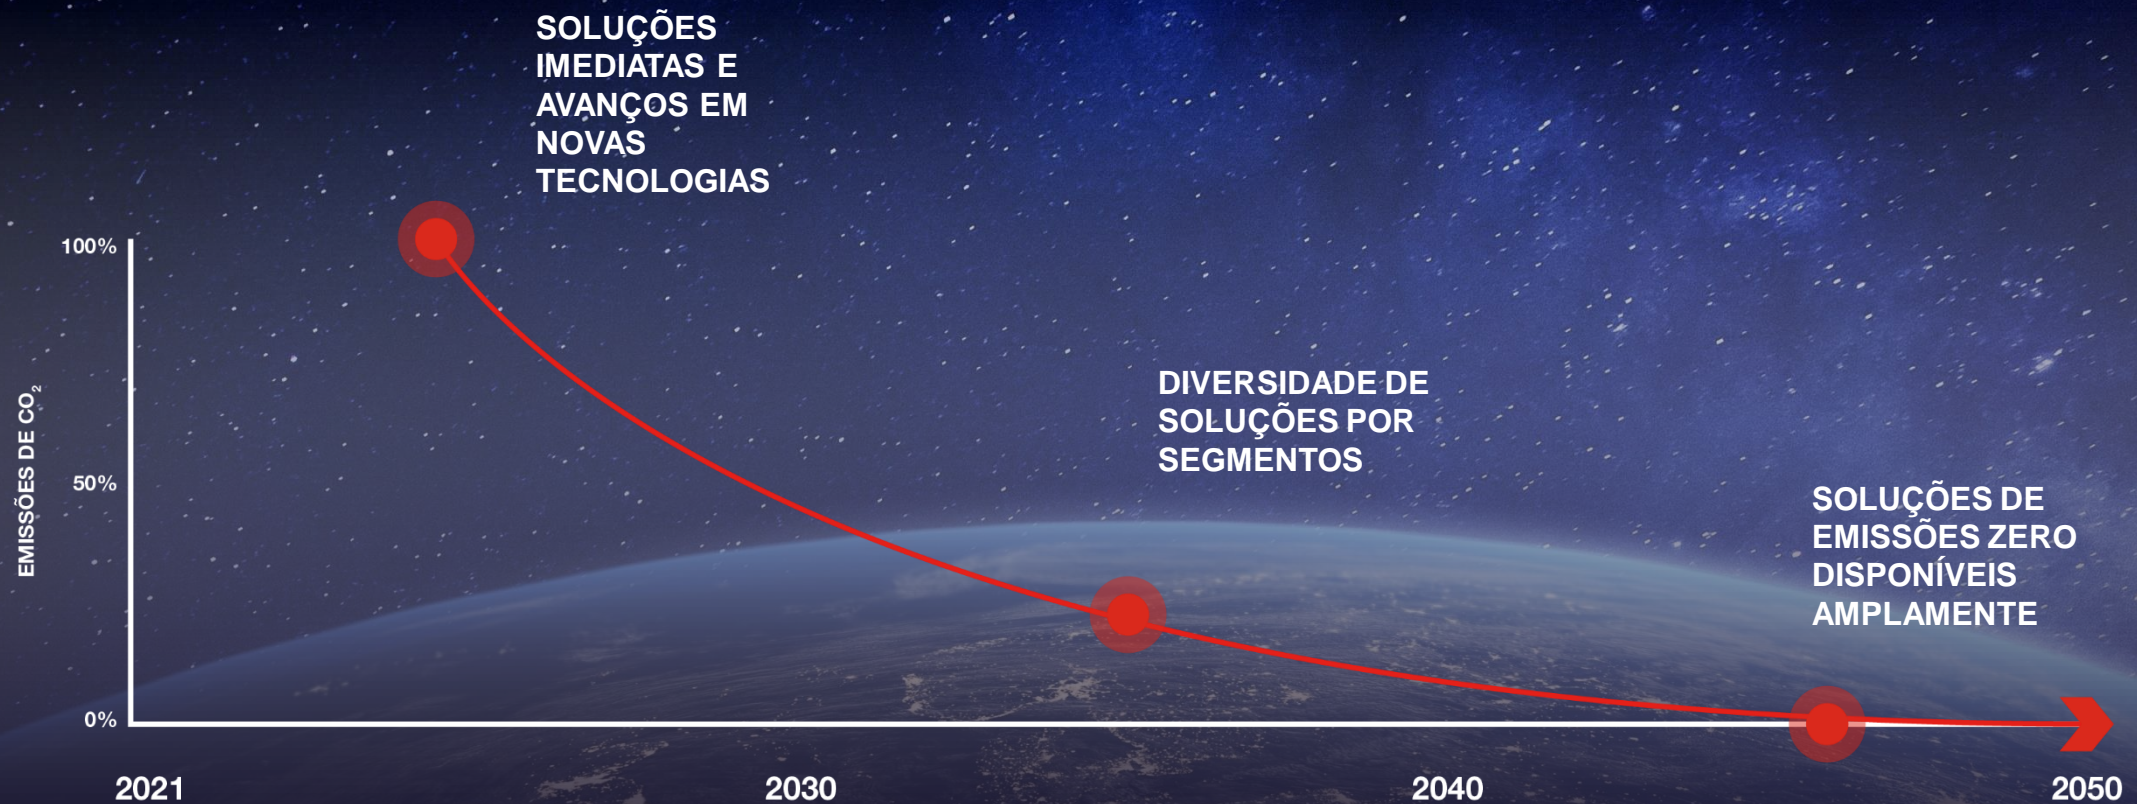 SOLUÇÕES
IMEDIATAS E
AVANÇOS EM
NOVAS
TECNOLOGIAS
100%
DIVERSIDADE DE
SOLUÇÕES POR
SEGMENTOS
EMISSÕES DE CO₂
50%
SOLUÇÕES DE
EMISSÕES ZERO
DISPONÍVEIS
AMPLAMENTE
0%
2021
2030
2040
2050